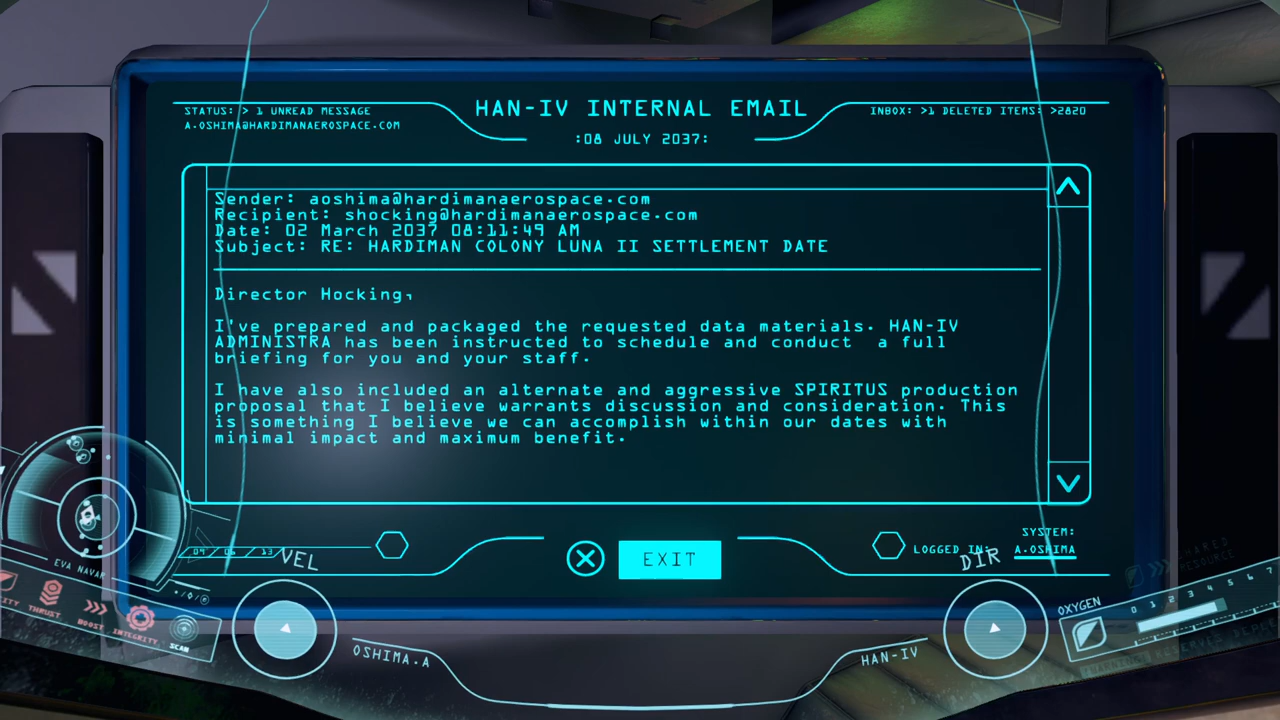 HAN-IV INTERNAL EMAIL
STATUS: > 1 UNREAD MESSAGE
A.OSHIMA@HARDIMANAEROSPACE.COM
INBOX: >1 DELETED ITEMS: >2820
:08 JULY 2037:
Sender: aoshima@hardimanaerospace.com
Recipient: shocking@hardimanaerospace.com
Date: 02 March 2037 08:11:49 AM
Subject: RE: HARDIMAN COLONY LUNA II SETTLEMENT DATE
Director Hocking,
I've prepared and packaged the requested data materials. HAN-IV
ADMINISTRA has been instructed to schedule and conduct a full
briefing for you and your staff.
I have also included an alternate and aggressive SPIRITUS production
proposal that I believe warrants discussion and consideration. This
is something I believe we can accomplish within our dates with
minimal impact and maximum benefit.
EXIT
SYSTEM:
LOGGED IN: A.OSHIMA
VEL
DIR
EVA NAVAR
THRUST
BOOST
INTEGRITY
SCAN
OSHIMA.A
HAN-IV
OXYGEN
0 1 2 3 4 5 6 7
SHARED
RESOURCE